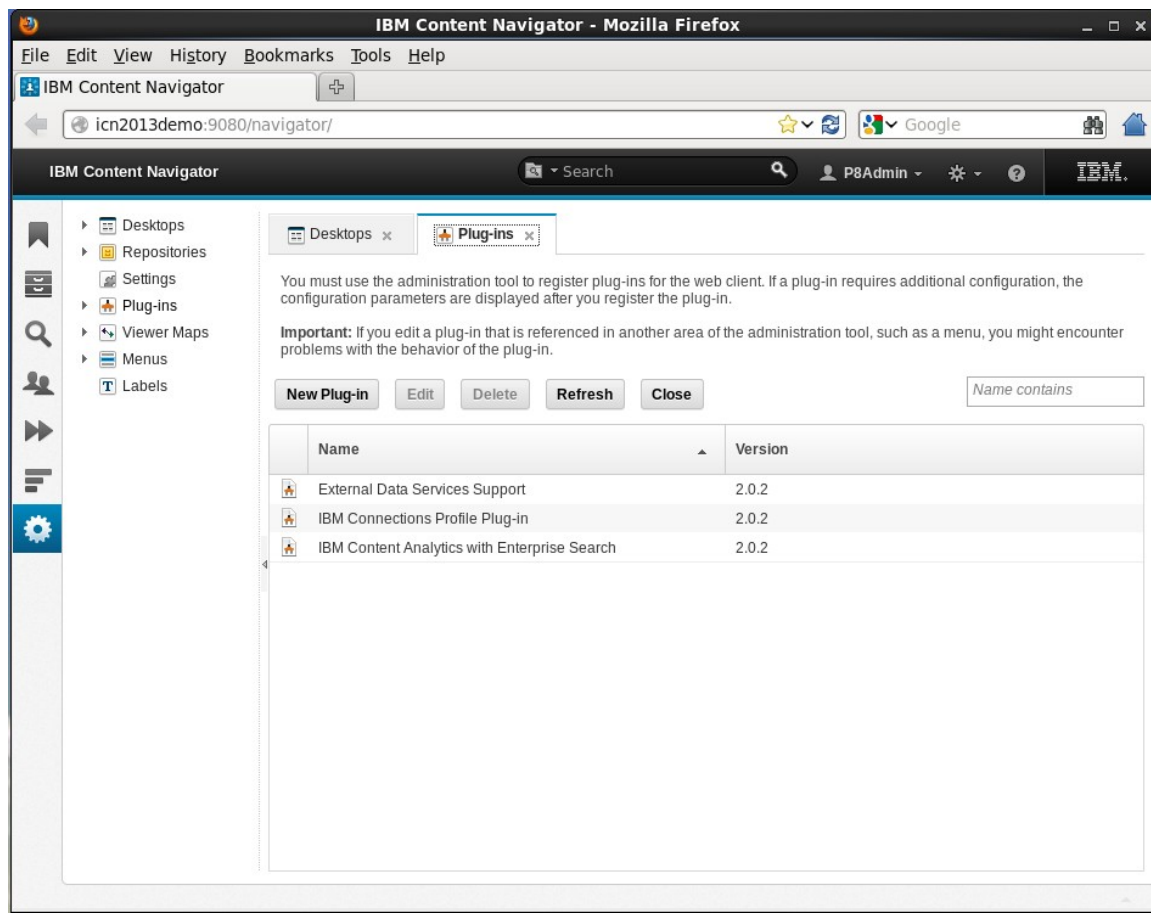 IBM Content Navigator - Mozilla Firefox
File Edit View History Bookmarks Tools Help
IBM Content Navigator
icn2013demo:9080/navigator/ Google
IBM Content Navigator Search P8Admin IBM.
Desktops
Repositories
Settings
Plug-ins
Viewer Maps
Menus
T Labels
Desktops Plug-ins
You must use the administration tool to register plug-ins for the web client. If a plug-in requires additional configuration, the
configuration parameters are displayed after you register the plug-in.
Important: If you edit a plug-in that is referenced in another area of the administration tool, such as a menu, you might encounter
problems with the behavior of the plug-in.
New Plug-in Edit Delete Refresh Close Name contains
Name Version
External Data Services Support 2.0.2
IBM Connections Profile Plug-in 2.0.2
IBM Content Analytics with Enterprise Search 2.0.2